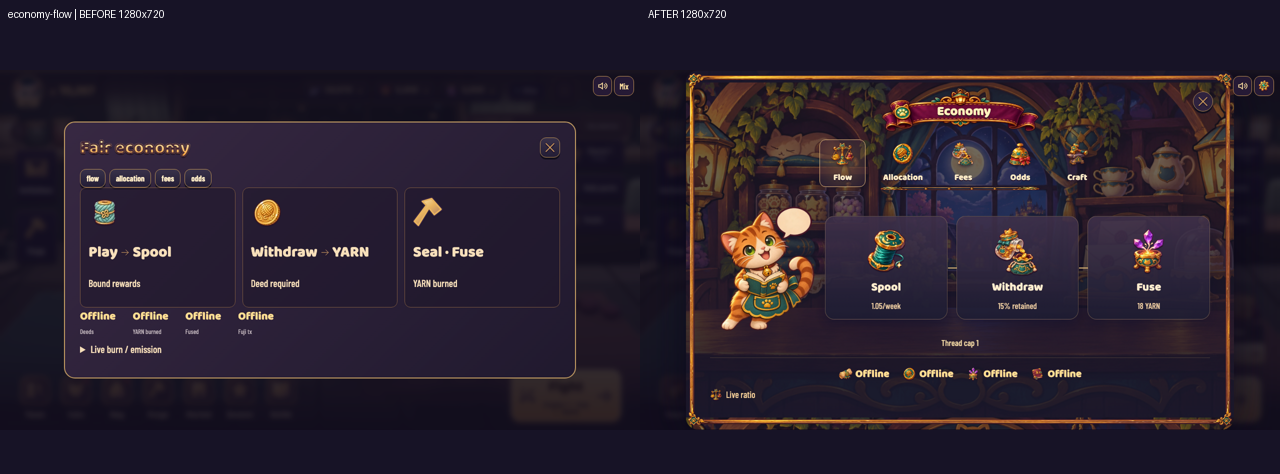 economy-flow | BEFORE 1280x720
Mix
Fair economy
flow
allocation
fees
odds
Play → Spool
Bound rewards
Withdraw → YARN
Deed required
Seal · Fuse
YARN burned
Offline
Deeds
Offline
YARN burned
Offline
Fused
Offline
Fuji tx
Live burn / emission
AFTER 1280x720
Economy
Flow
Allocation
Fees
Odds
Craft
Spool
1.05/week
Withdraw
15% retained
Fuse
18 YARN
Thread cap 1
Offline
Offline
Offline
Offline
Live ratio